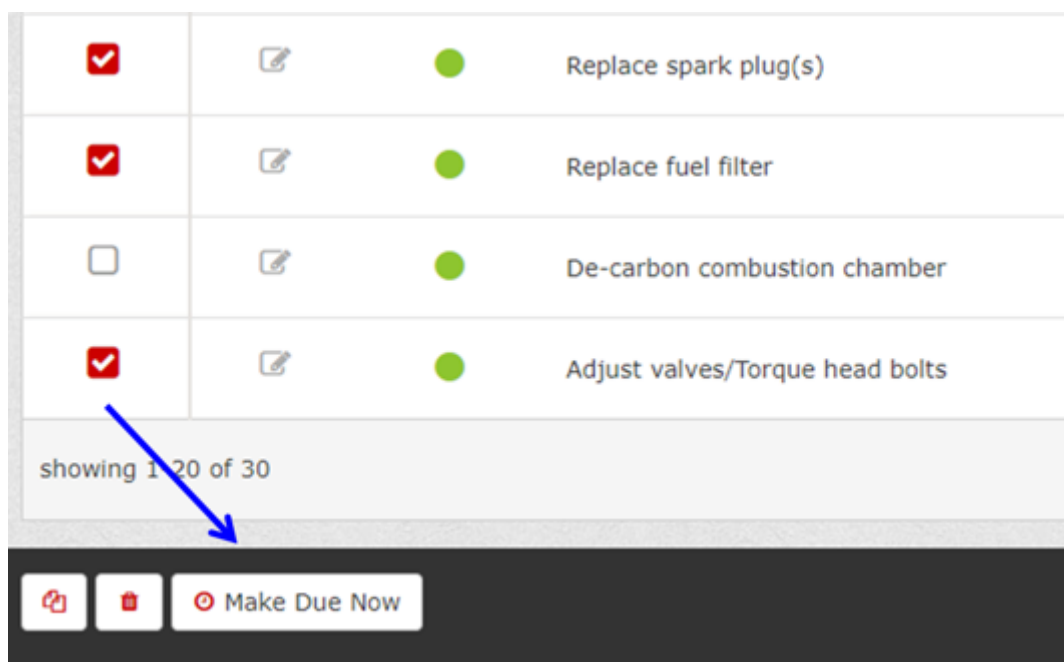 Replace spark plug(s)
Replace fuel filter
De-carbon combustion chamber
Adjust valves/Torque head bolts
showing 1-20 of 30
Make Due Now